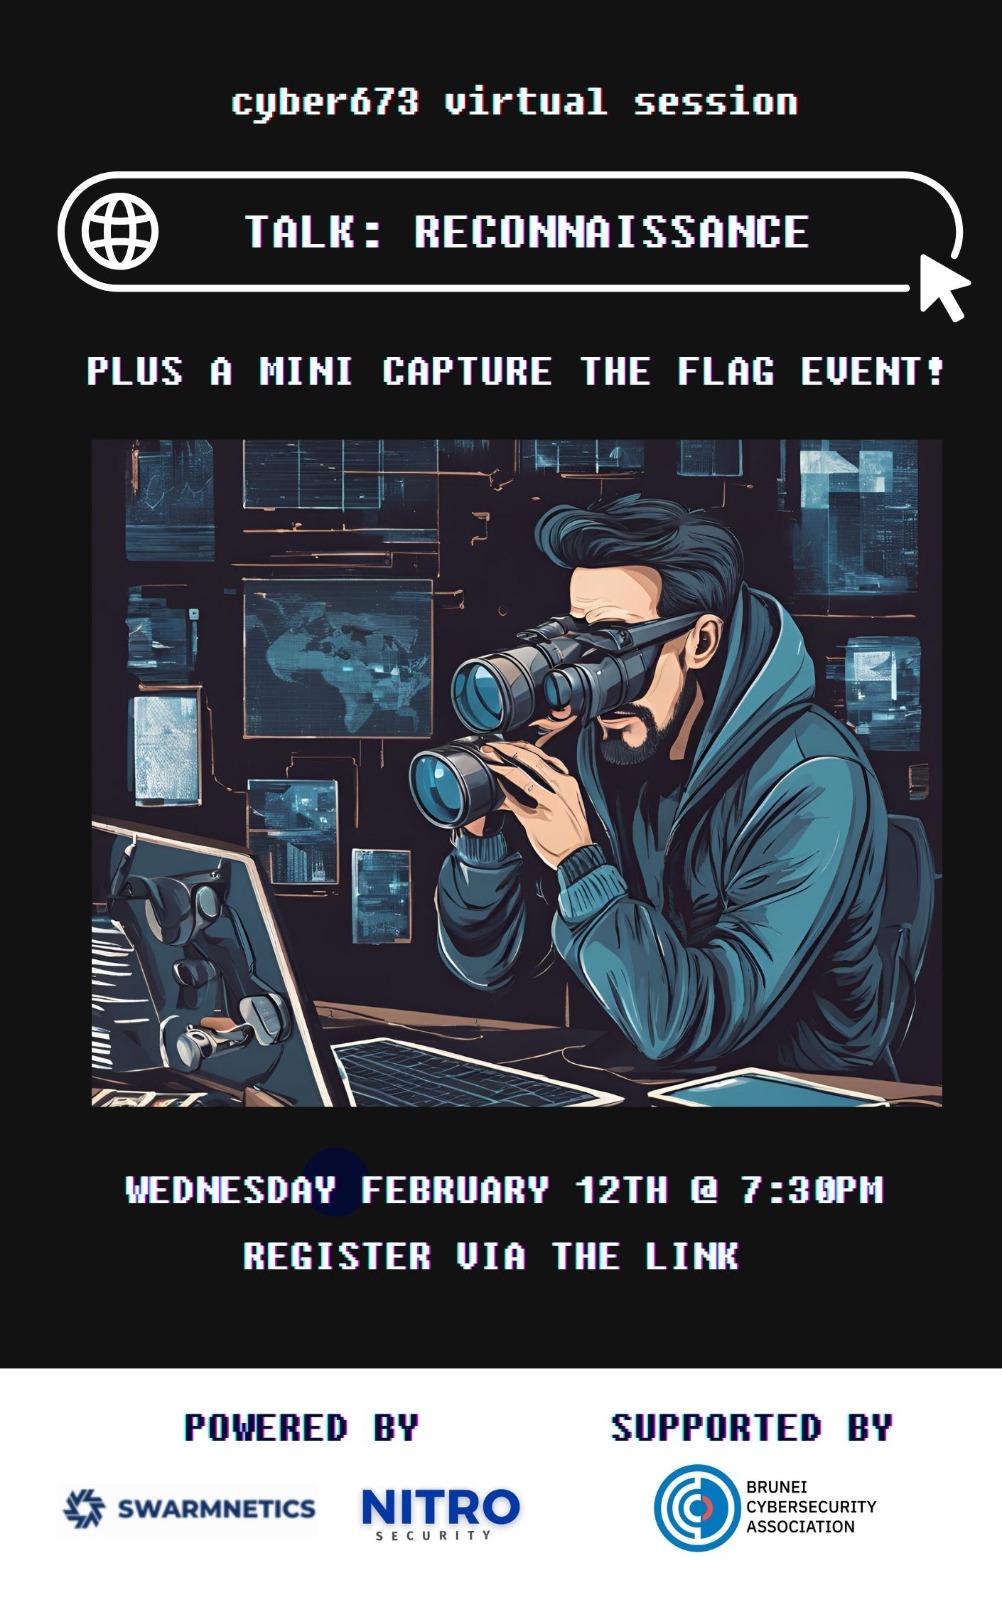 cyber673 virtual session
TALK: RECONNAISSANCE
PLUS A MINI CAPTURE THE FLAG EVENT!
WEDNESDAY FEBRUARY 12TH @ 7:30PM
REGISTER VIA THE LINK
POWERED BY
SUPPORTED BY
SWARMNETICS
NITRO
SECURITY
BRUNEI
CYBERSECURITY
ASSOCIATION